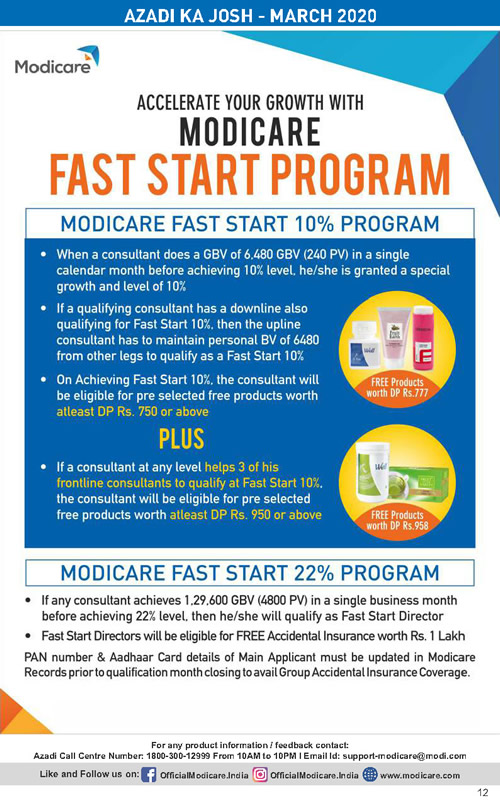 AZADI KA JOSH - MARCH 2020
Modicare
ACCELERATE YOUR GROWTH WITH
MODICARE
FAST START PROGRAM
MODICARE FAST START 10% PROGRAM
• When a consultant does a GBV of 6,480 GBV (240 PV) in a single
calendar month before achieving 10% level, he/she is granted a special
growth and level of 10%
• If a qualifying consultant has a downline also
qualifying for Fast Start 10%, then the upline
consultant has to maintain personal BV of 6480
from other legs to qualify as a Fast Start 10%
• On Achieving Fast Start 10%, the consultant will
be eligible for pre selected free products worth
atleast DP Rs. 750 or above
FREE Products
worth DP Rs.777
PLUS
• If a consultant at any level helps 3 of his
frontline consultants to qualify at Fast Start 10%,
the consultant will be eligible for pre selected
free products worth atleast DP Rs. 950 or above
Well
FREE Products
worth DP Rs.958
MODICARE FAST START 22% PROGRAM
• If any consultant achieves 1,29,600 GBV (4800 PV) in a single business month
before achieving 22% level, then he/she will qualify as Fast Start Director
• Fast Start Directors will be eligible for FREE Accidental Insurance worth Rs. 1 Lakh
PAN number & Aadhaar Card details of Main Applicant must be updated in Modicare
Records prior to qualification month closing to avail Group Accidental Insurance Coverage.
For any product information / feedback contact:
Azadi Call Centre Number: 1800-300-12999 From 10AM to 10PM I Email Id: support-modicare@modi.com
Like and Follow us on: OfficialModicare.India OfficialModicare.India www.modicare.com
12